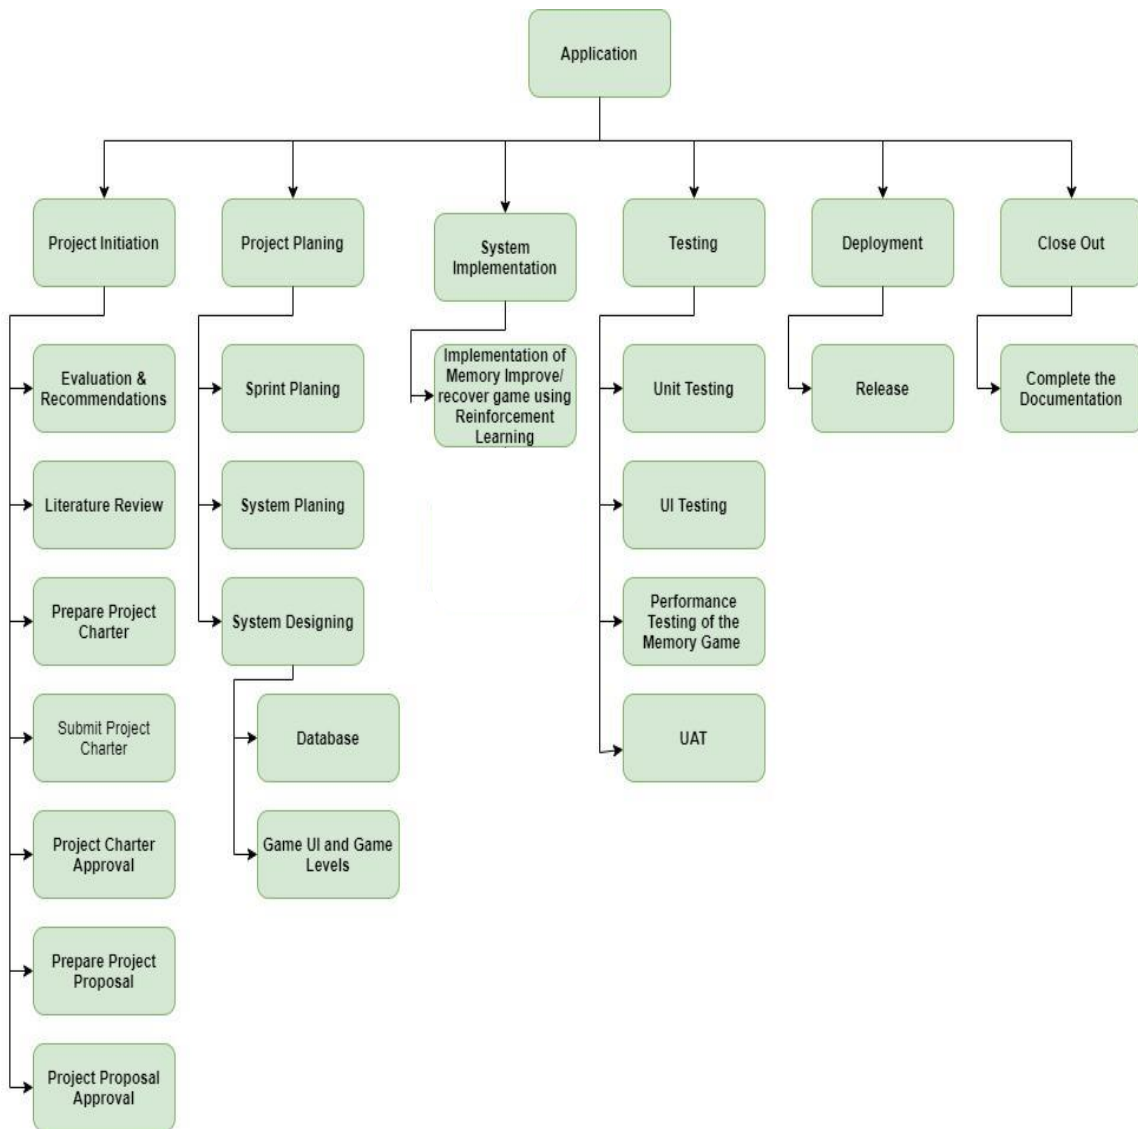 Application
Project Initiation
Project Planing
System
Implementation
Testing
Deployment
Close Out
Evaluation &
Recommendations
Sprint Planing
Implementation of
Memory Improve/
recover game using
Reinforcement
Learning
Unit Testing
Release
Complete the
Documentation
Literature Review
System Planing
UI Testing
Prepare Project
Charter
System Designing
Performance
Testing of the
Memory Game
Submit Project
Charter
Database
UAT
Project Charter
Approval
Game UI and Game
Levels
Prepare Project
Proposal
Project Proposal
Approval